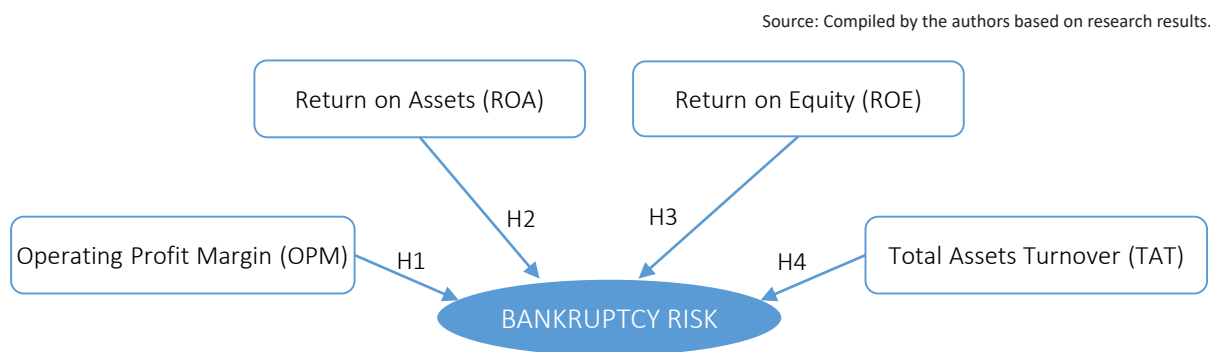 Source: Compiled by the authors based on research results.
Return on Assets (ROA)
Return on Equity (ROE)
H2
H3
Operating Profit Margin (OPM)
H1
H4
Total Assets Turnover (TAT)
BANKRUPTCY RISK